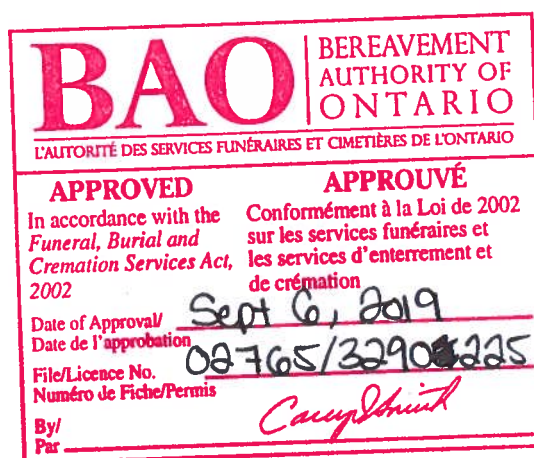 BAO
BEREAVEMENT
AUTHORITY OF
ONTARIO
L'AUTORITÉ DES SERVICES FUNÉRAIRES ET CIMETIÈRES DE L'ONTARIO
APPROVED
In accordance with the
Funeral, Burial and
Cremation Services Act,
2002
APPROUVÉ
Conformément à la Loi de 2002
sur les services funéraires et
les services d'enterrement et
de crémation
Date of Approval/
Date de l'approbation
Sept 6, 2019
File/Licence No.
Numéro de Fiche/Permis
By/
Par